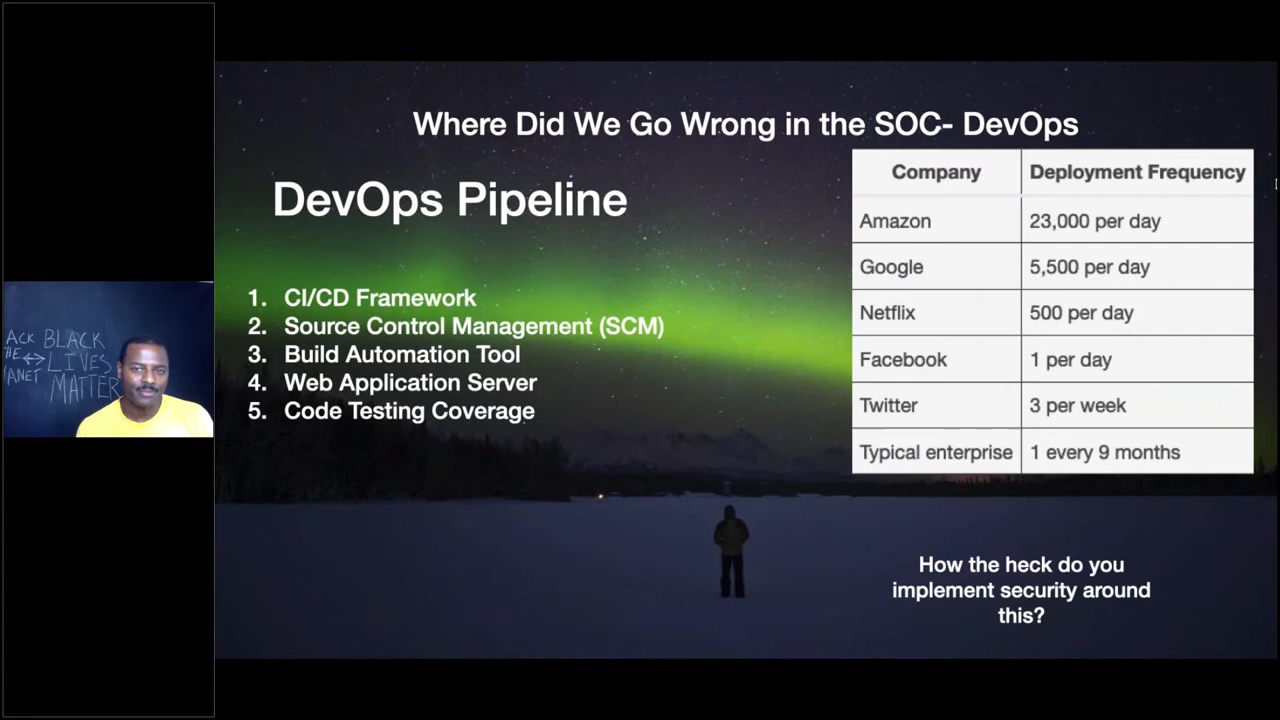 Where Did We Go Wrong in the SOC- DevOps
DevOps Pipeline
1. CI/CD Framework
2. Source Control Management (SCM)
3. Build Automation Tool
4. Web Application Server
5. Code Testing Coverage
Company Deployment Frequency
Amazon 23,000 per day
Google 5,500 per day
Netflix 500 per day
Facebook 1 per day
Twitter 3 per week
Typical enterprise 1 every 9 months
How the heck do you
implement security around
this?
ACK BLACK
HE ↔ LIVES
ANET MATTER